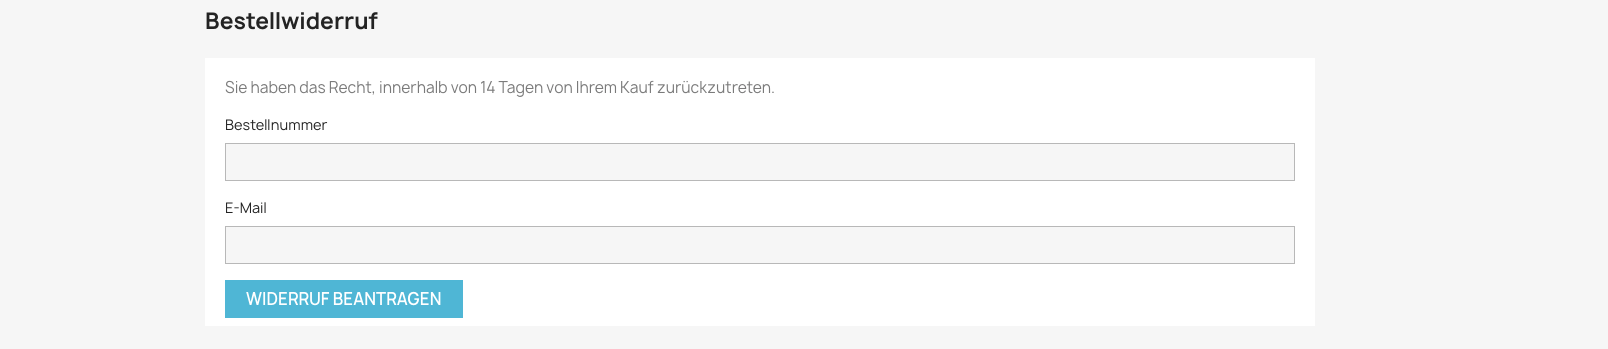 Bestellwiderruf
Sie haben das Recht, innerhalb von 14 Tagen von Ihrem Kauf zurückzutreten.
Bestellnummer
E-Mail
WIDERRUF BEANTRAGEN